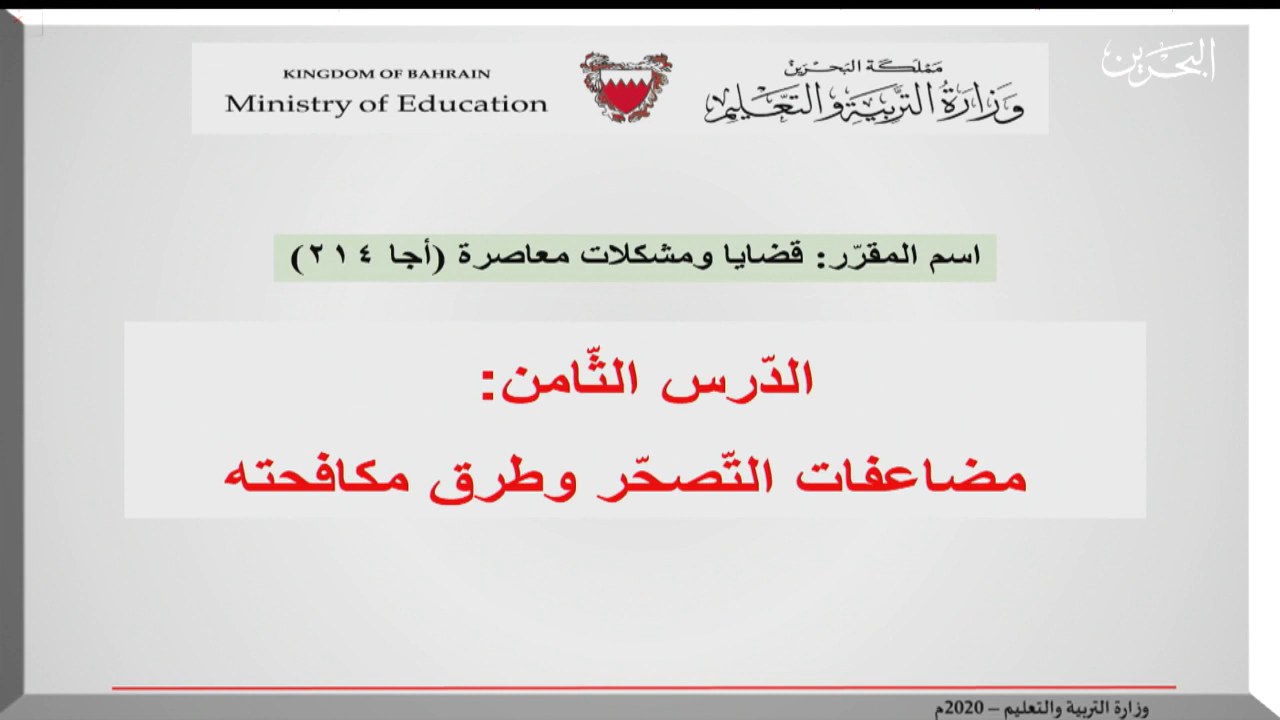 البحرين
مملكة البحرين
وزارة التربية والتعليم
KINGDOM OF BAHRAIN
Ministry of Education
اسم المقرّر: قضايا ومشكلات معاصرة (أجا ٢١٤)
الدّرس الثّامن:
مضاعفات التّصحّر وطرق مكافحته
وزارة التربية والتعليم – 2020م